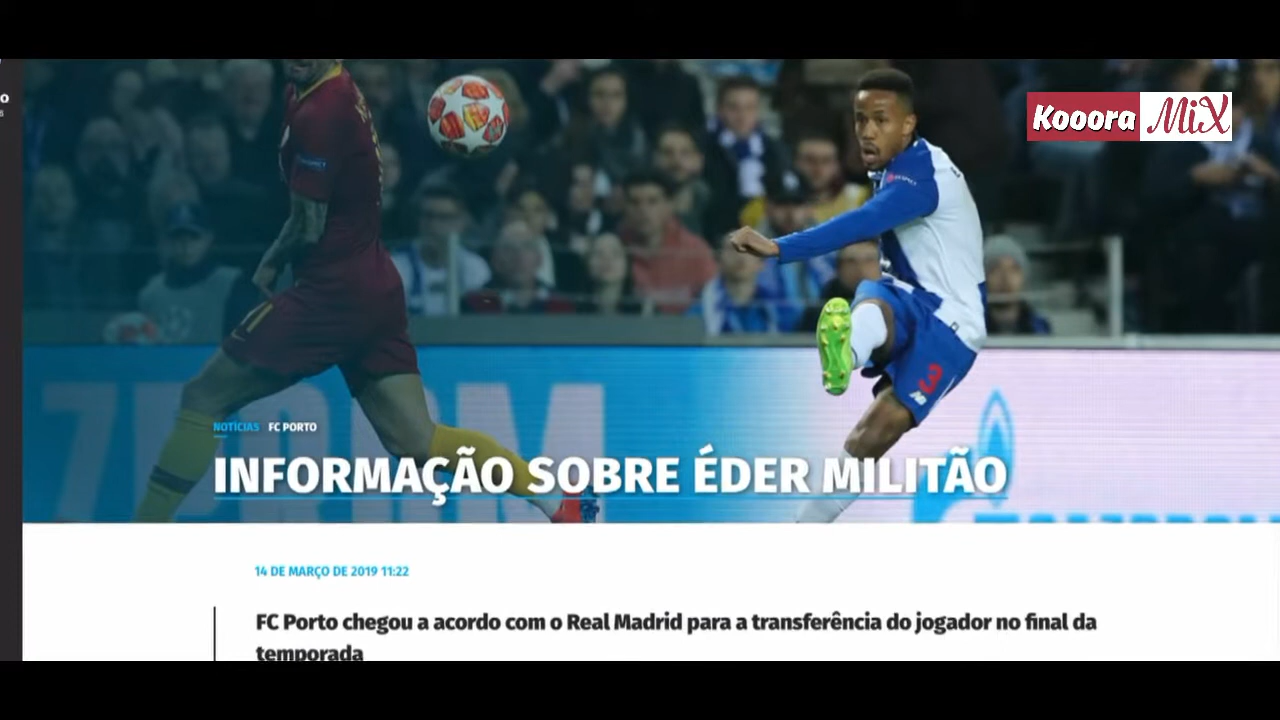 Kooora MiX
NOTÍCIAS FC PORTO
INFORMAÇÃO SOBRE ÉDER MILITÃO
14 DE MARÇO DE 2019 11:22
FC Porto chegou a acordo com o Real Madrid para a transferência do jogador no final da
temporada
3